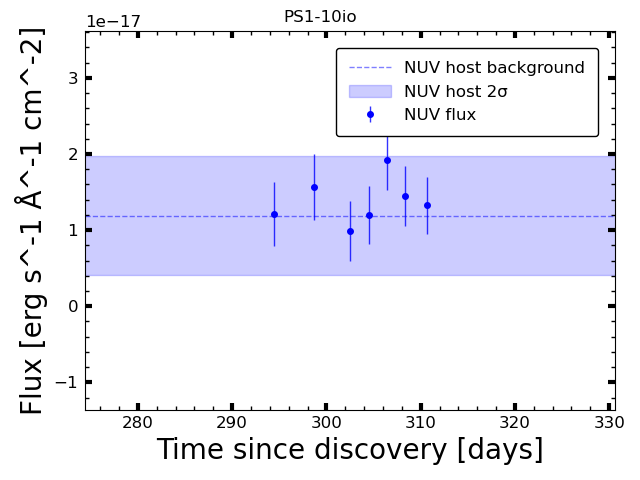 PS1-10io
1e−17
NUV host background
NUV host 2σ
NUV flux
3
2
1
0
−1
Flux [erg s^-1 Å^-1 cm^-2]
280 290 300 310 320 330
Time since discovery [days]